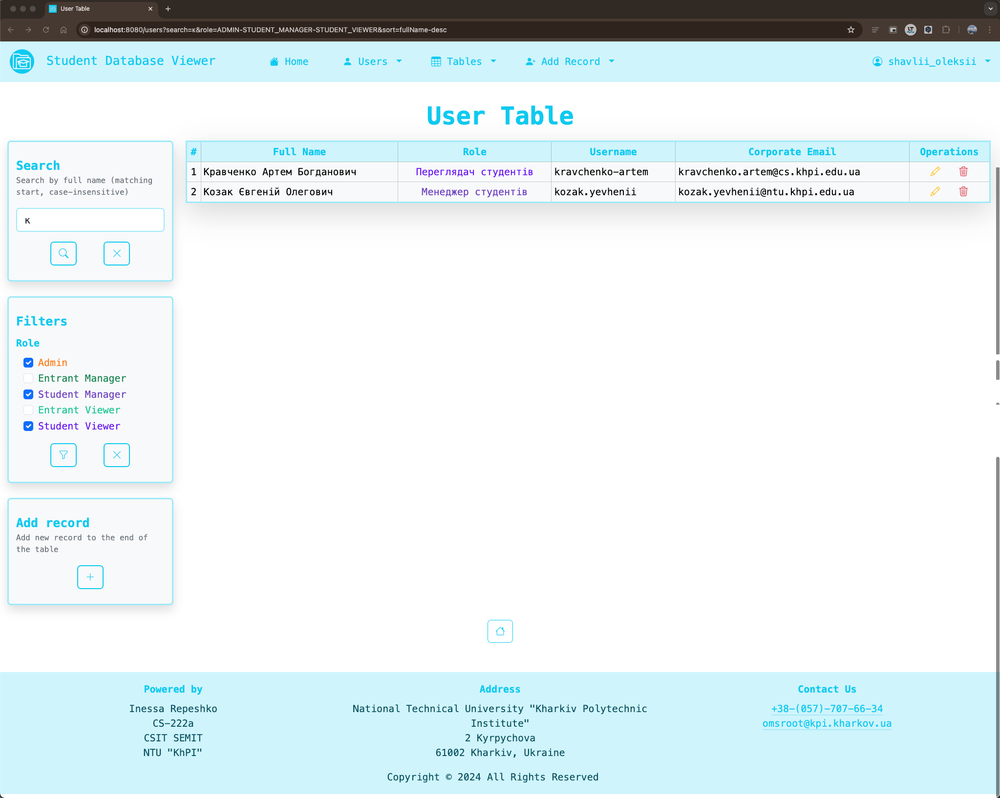 User Table
localhost:8080/users?search=к&role=ADMIN-STUDENT_MANAGER-STUDENT_VIEWER&sort=fullName-desc
Student Database Viewer
Home
Users
Tables
Add Record
shavlii_oleksii
User Table
Search
Search by full name (matching
start, case-insensitive)
к
Filters
Role
Admin
Entrant Manager
Student Manager
Entrant Viewer
Student Viewer
Add record
Add new record to the end of
the table
# Full Name Role Username Corporate Email Operations
1 Кравченко Артем Богданович Переглядач студентів kravchenko-artem kravchenko.artem@cs.khpi.edu.ua
2 Козак Євгеній Олегович Менеджер студентів kozak.yevhenii kozak.yevhenii@ntu.khpi.edu.ua
Powered by
Inessa Repeshko
CS-222a
CSIT SEMIT
NTU "KhPI"
Address
National Technical University "Kharkiv Polytechnic
Institute"
2 Kyrpychova
61002 Kharkiv, Ukraine
Contact Us
+38-(057)-707-66-34
omsroot@kpi.kharkov.ua
Copyright © 2024 All Rights Reserved